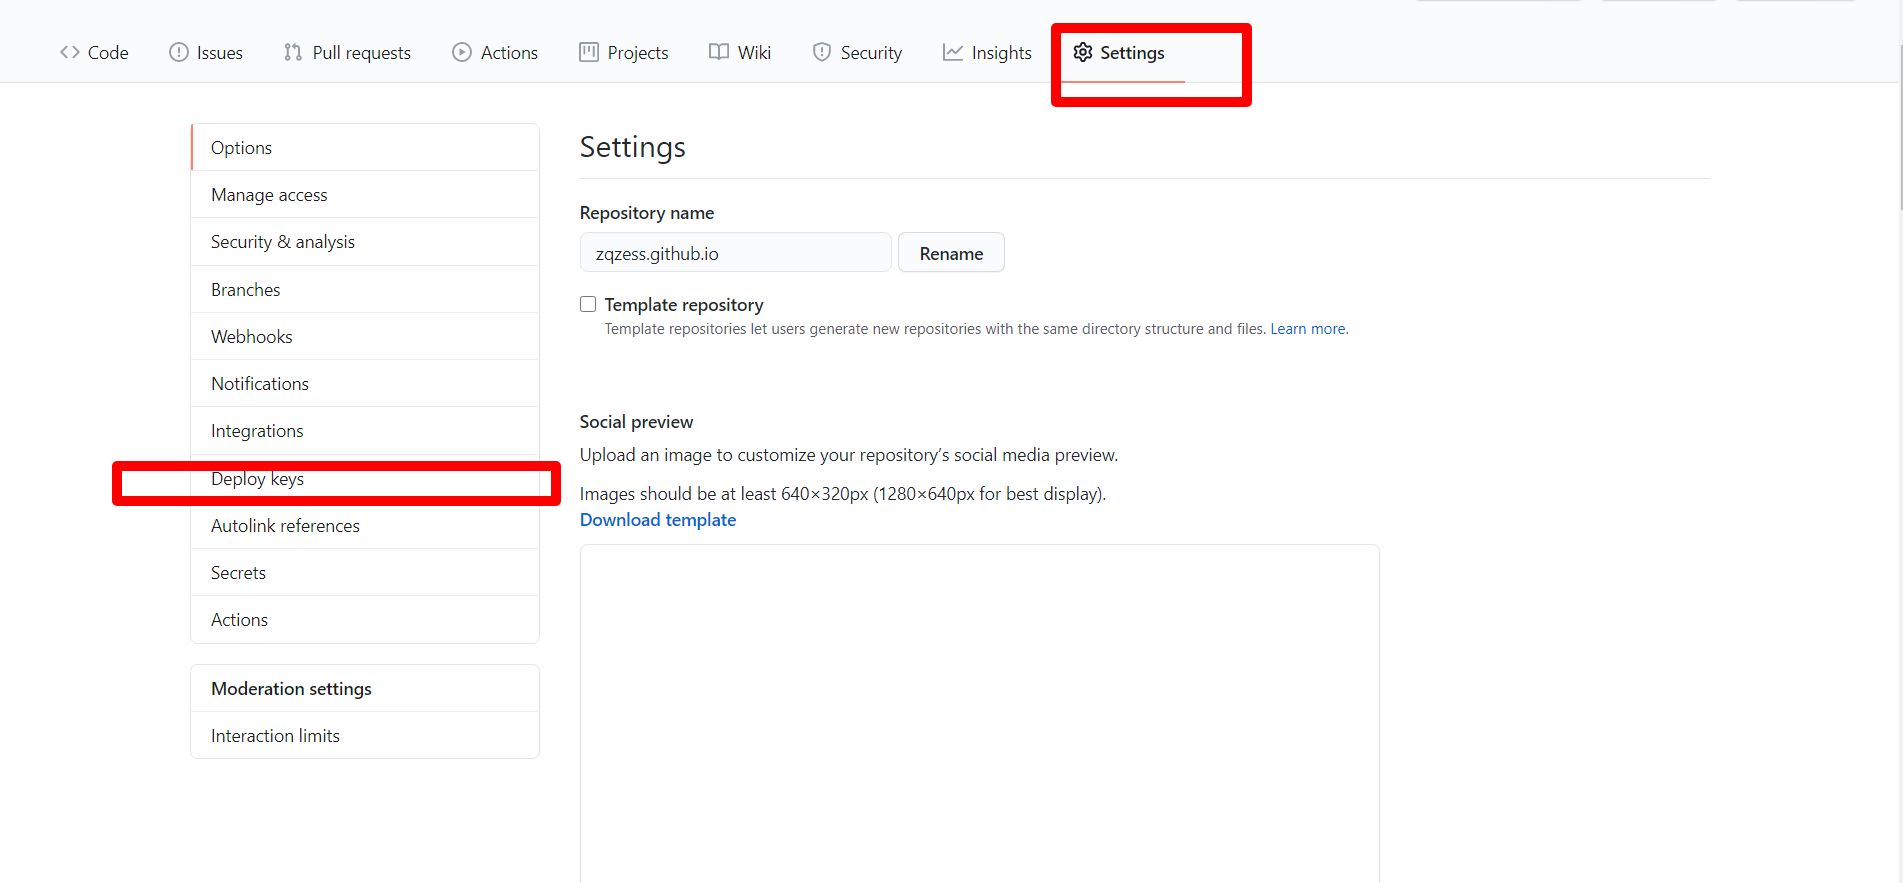 Code Issues Pull requests Actions Projects Wiki Security Insights Settings
Options
Manage access
Security & analysis
Branches
Webhooks
Notifications
Integrations
Deploy keys
Autolink references
Secrets
Actions
Moderation settings
Interaction limits
Settings
Repository name
zqzess.github.io Rename
Template repository
Template repositories let users generate new repositories with the same directory structure and files. Learn more.
Social preview
Upload an image to customize your repository’s social media preview.
Images should be at least 640×320px (1280×640px for best display).
Download template